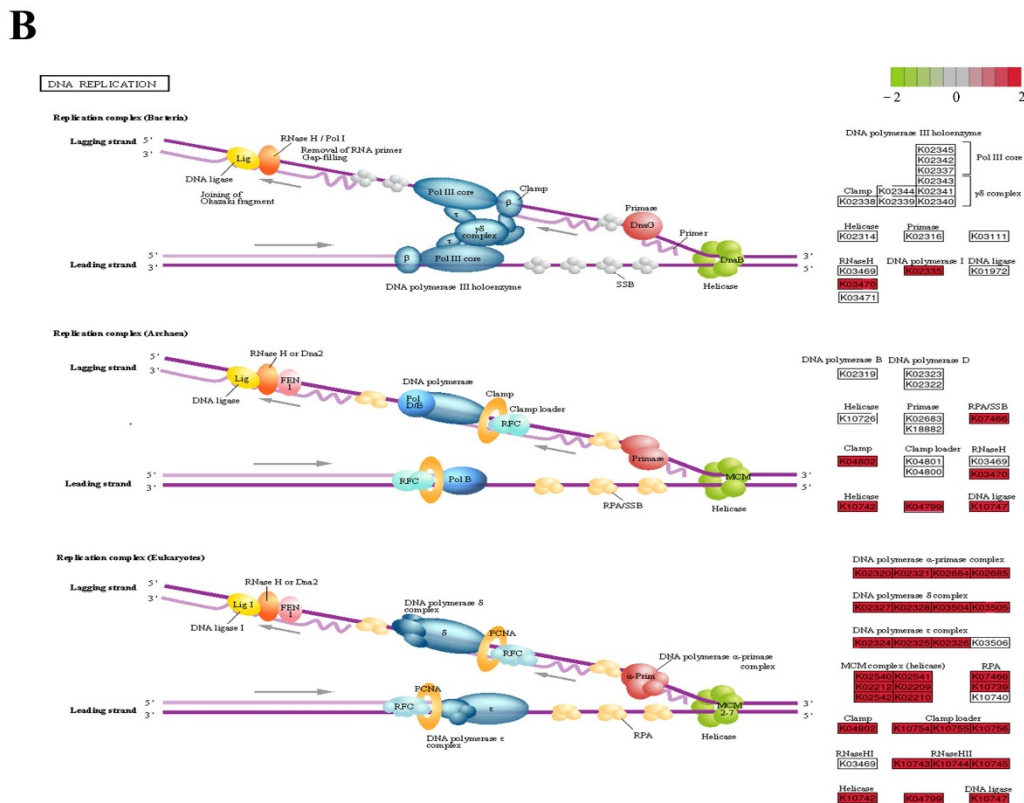 B
DNA REPLICATION
-2 0 2
Replication complex (Bacteria)
Lagging strand
5'
3'
Lig
RNase H / Pol I
Removal of RNA primer
Gap-filling
DNA ligase
Joining of
Okazaki fragment
Pol III core
Clamp
β
τ
γδ
complex
τ
Primase
DnaG
Primer
DnaB
3'
5'
Leading strand
5'
3'
β
Pol III core
DNA polymerase III holoenzyme
SSB
Helicase
DNA polymerase III holoenzyme
K02345
K02342
K02337
Pol III core
K02343
Clamp K02344 K02341
K02338 K02339 K02340
γδ complex
Helicase Primase
K02314 K02316 K03111
RNaseH DNA polymerase I DNA ligase
K03469 K02335 K01972
K03470
K03471
Replication complex (Archaea)
Lagging strand
5'
3'
Lig
RNase H or Dna2
FEN
1
DNA ligase
DNA polymerase
Pol
D/B
Clamp
Clamp loader
RFC
Primase
MCM
3'
5'
Leading strand
5'
3'
RFC
Pol B
RPA/SSB
Helicase
DNA polymerase B DNA polymerase D
K02319 K02323
K02322
Helicase Primase RPA/SSB
K10726 K02683 K07466
K18882
Clamp Clamp loader RNaseH
K04802 K04801 K03469
K04800 K03470
Helicase DNA ligase
K10742 K04799 K10747
Replication complex (Eukaryotes)
Lagging strand
5'
3'
Lig I
RNase H or Dna2
FEN
1
DNA ligase I
DNA polymerase δ
complex
δ
PCNA
RFC
DNA polymerase α-primase
complex
α-Prim
MCM
2-7
3'
5'
Leading strand
5'
3'
PCNA
RFC
ε
DNA polymerase ε
complex
RPA
Helicase
DNA polymerase α-primase complex
K02320 K02321 K02684 K02685
DNA polymerase δ complex
K02327 K02328 K03504 K03505
DNA polymerase ε complex
K02324 K02325 K02326 K03506
MCM complex (helicase) RPA
K02540 K02541 K07466
K02212 K02209 K10739
K02542 K02210 K10740
Clamp Clamp loader
K04802 K10754 K10755 K10756
RNaseHI RNaseHII
K03469 K10743 K10744 K10745
Helicase DNA ligase
K10742 K04799 K10747